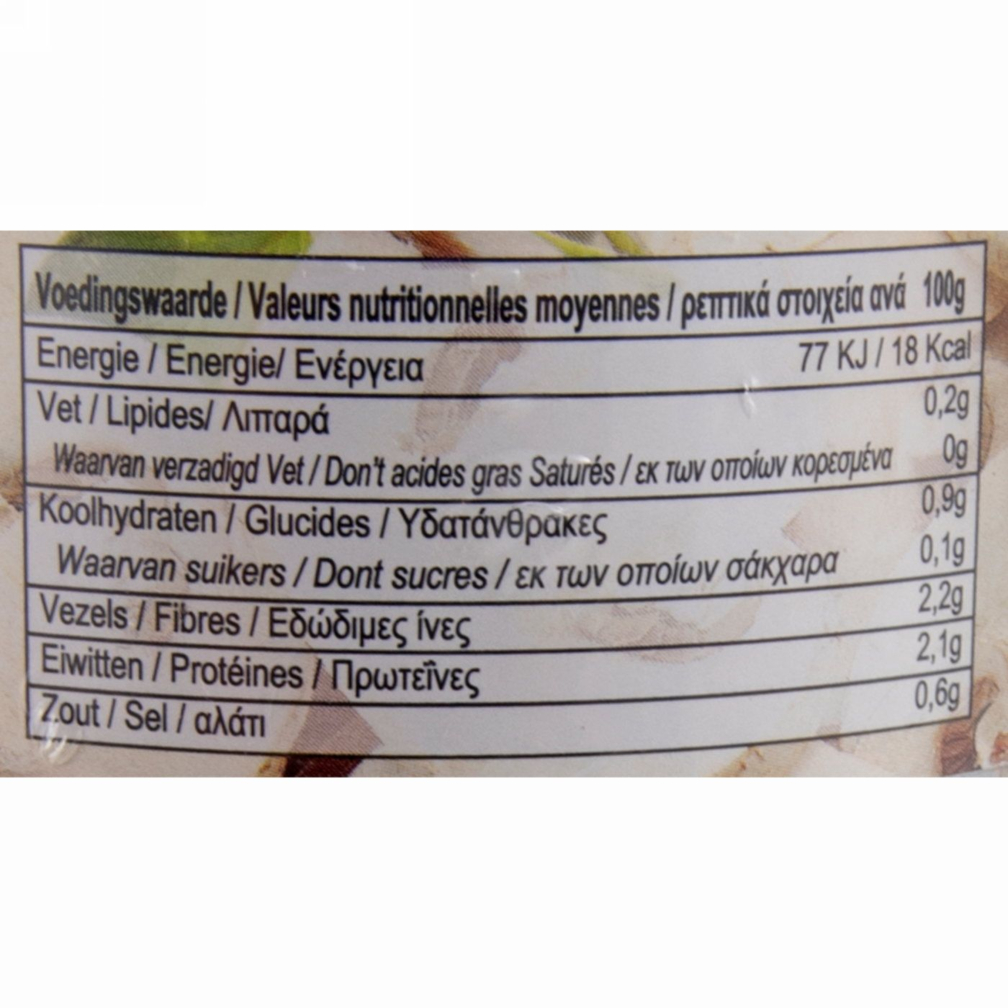 Voedingswaarde / Valeurs nutritionnelles moyennes / ρεπτικά στοιχεία ανά 100g
Energie / Energie/ Ενέργεια 77 KJ / 18 Kcal
Vet / Lipides/ Λιπαρά 0,2g
Waarvan verzadigd Vet / Don't acides gras Saturés / εκ των οποίων κορεσμένα 0g
Koolhydraten / Glucides / Υδατάνθρακες 0,9g
Waarvan suikers / Dont sucres / εκ των οποίων σάκχαρα 0,1g
Vezels / Fibres / Εδώδιμες ίνες 2,2g
Eiwitten / Protéines / Πρωτεΐνες 2,1g
Zout / Sel / αλάτι 0,6g